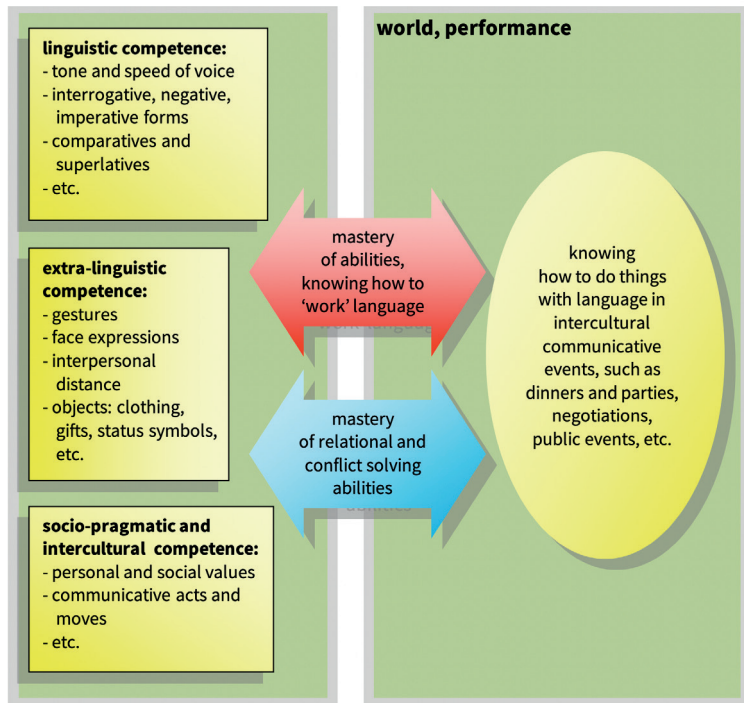 linguistic competence:
- tone and speed of voice
- interrogative, negative,
imperative forms
- comparatives and
superlatives
- etc.
extra-linguistic
competence:
- gestures
- face expressions
- interpersonal
distance
- objects: clothing,
gifts, status symbols,
etc.
socio-pragmatic and
intercultural competence:
- personal and social values
- communicative acts and
moves
- etc.
mastery
of abilities,
knowing how to
‘work’ language
mastery
of relational and
conflict solving
abilities
world, performance
knowing
how to do things
with language in
intercultural
communicative
events, such as
dinners and parties,
negotiations,
public events, etc.